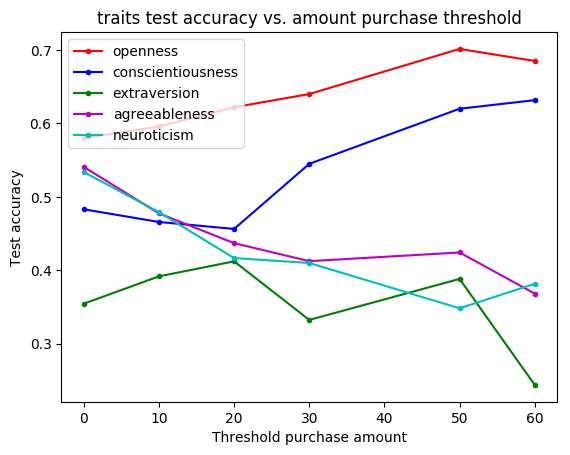 traits test accuracy vs. amount purchase threshold
openness
conscientiousness
extraversion
agreeableness
neuroticism
Test accuracy
0.7
0.6
0.5
0.4
0.3
0 10 20 30 40 50 60
Threshold purchase amount